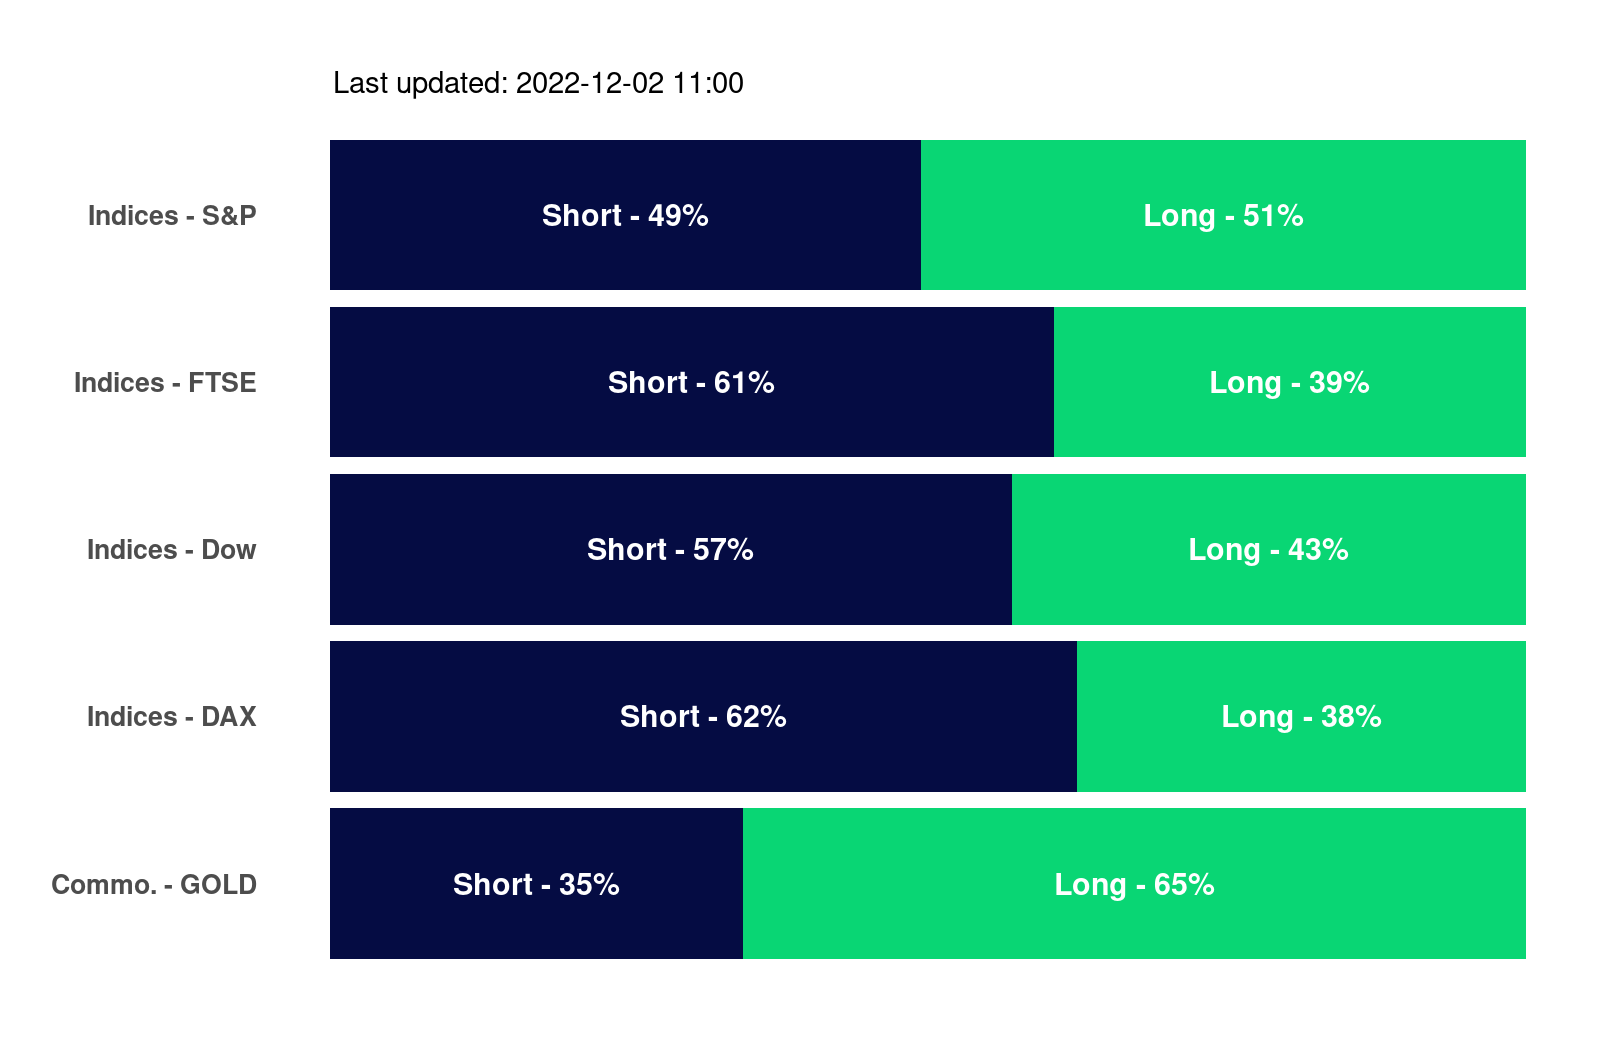 Last updated: 2022-12-02 11:00
Indices - S&P Short - 49% Long - 51%
Indices - FTSE Short - 61% Long - 39%
Indices - Dow Short - 57% Long - 43%
Indices - DAX Short - 62% Long - 38%
Commo. - GOLD Short - 35% Long - 65%